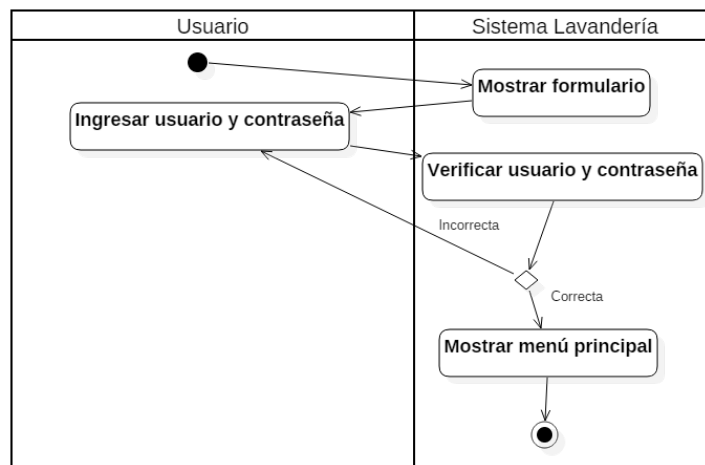 Usuario
Sistema Lavandería
Mostrar formulario
Ingresar usuario y contraseña
Verificar usuario y contraseña
Incorrecta
Correcta
Mostrar menú principal